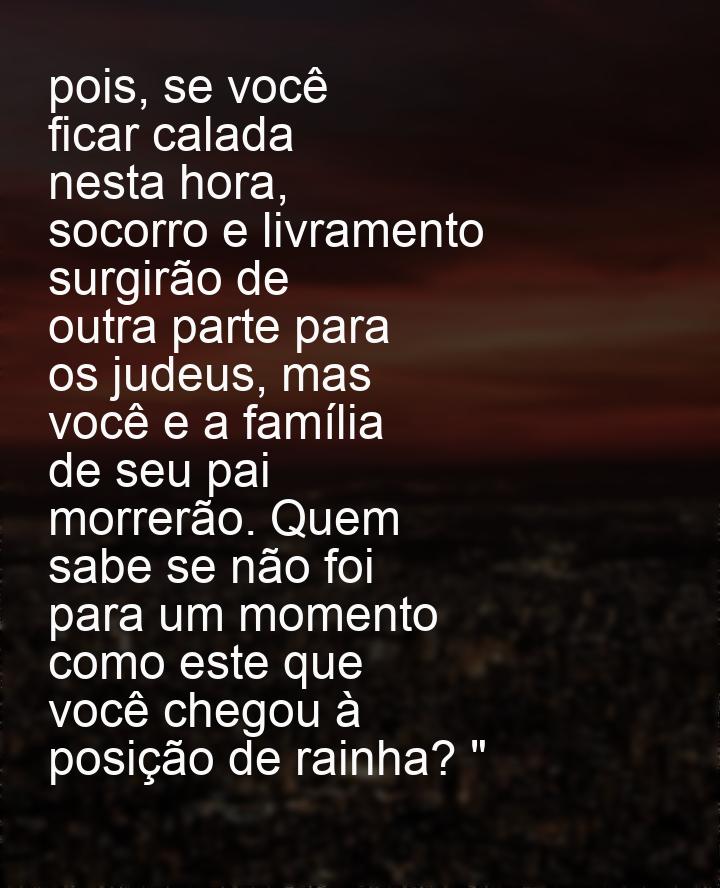 pois, se você
ficar calada
nesta hora,
socorro e livramento
surgirão de
outra parte para
os judeus, mas
você e a família
de seu pai
morrerão. Quem
sabe se não foi
para um momento
como este que
você chegou à
posição de rainha? "